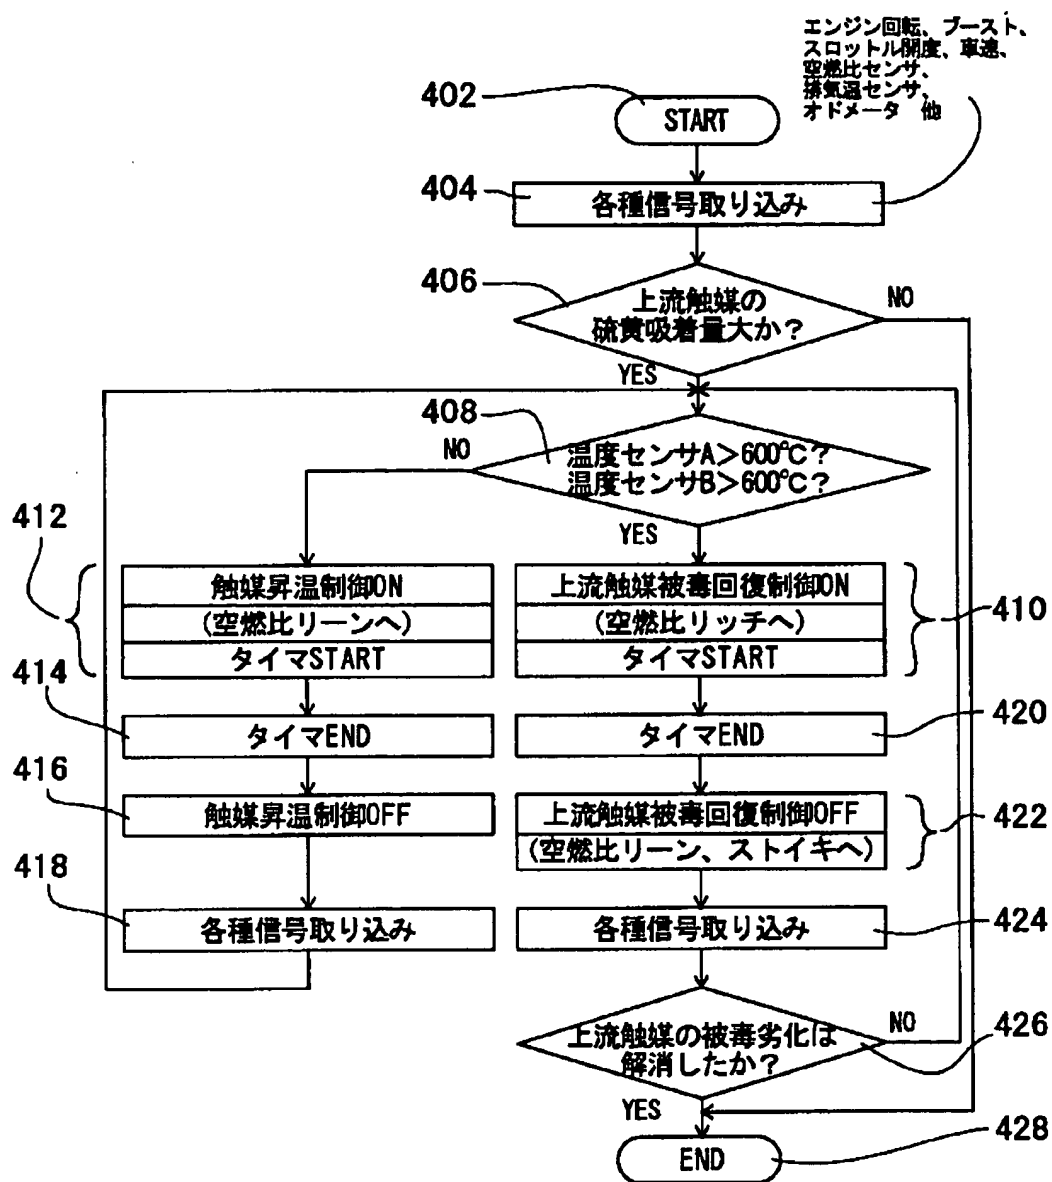 エンジン回転、ブースト、
スロットル開度、車速、
空燃比センサ、
排気温センサ、
オドメータ 他
402
START
404
各種信号取り込み
406
上流触媒の
硫黄吸着量大か?
NO
YES
408
NO
温度センサA>600℃?
温度センサB>600℃?
YES
412
触媒昇温制御ON
(空燃比リーンへ)
タイマSTART
上流触媒被毒回復制御ON
(空燃比リッチへ)
タイマSTART
410
414
タイマEND
タイマEND
420
416
触媒昇温制御OFF
上流触媒被毒回復制御OFF
(空燃比リーン、ストイキへ)
422
418
各種信号取り込み
各種信号取り込み
424
上流触媒の被毒劣化は
解消したか?
NO
426
YES
END
428